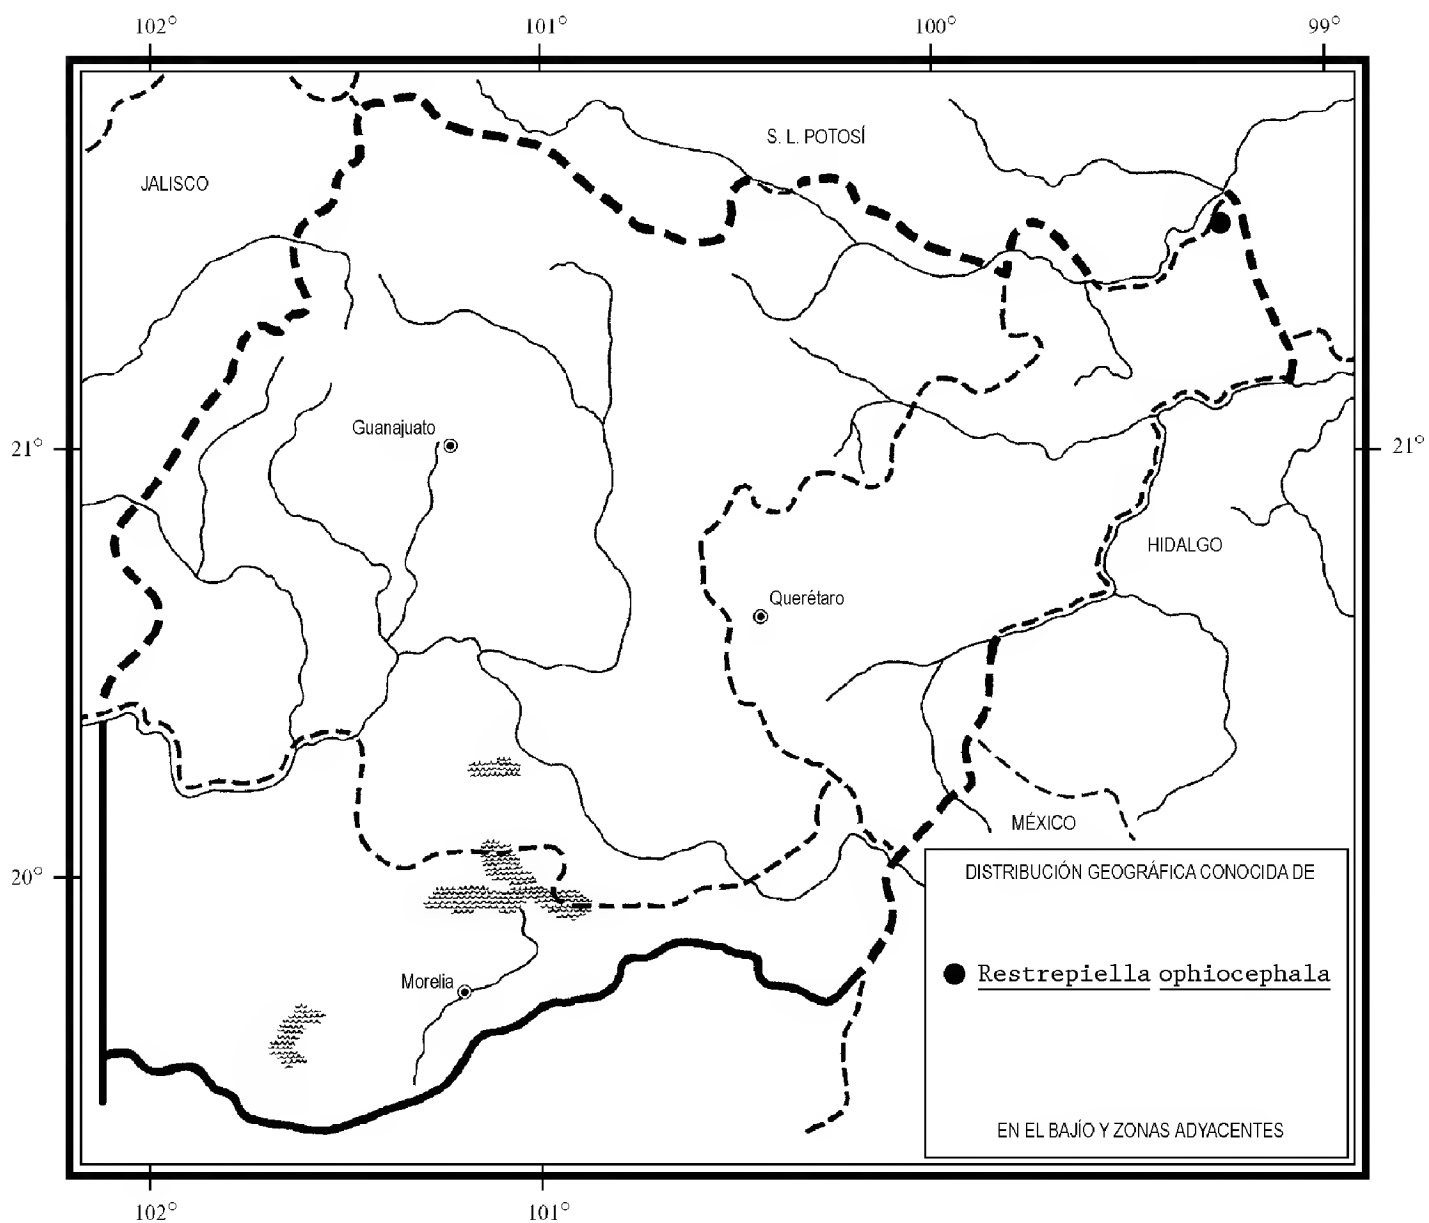 102° 101° 100° 99°
S. L. POTOSÍ
JALISCO
Guanajuato
21° 21°
HIDALGO
Querétaro
MÉXICO
20°
DISTRIBUCIÓN GEOGRÁFICA CONOCIDA DE
Restrepiella ophiocephala
Morelia
EN EL BAJÍO Y ZONAS ADYACENTES
102° 101°